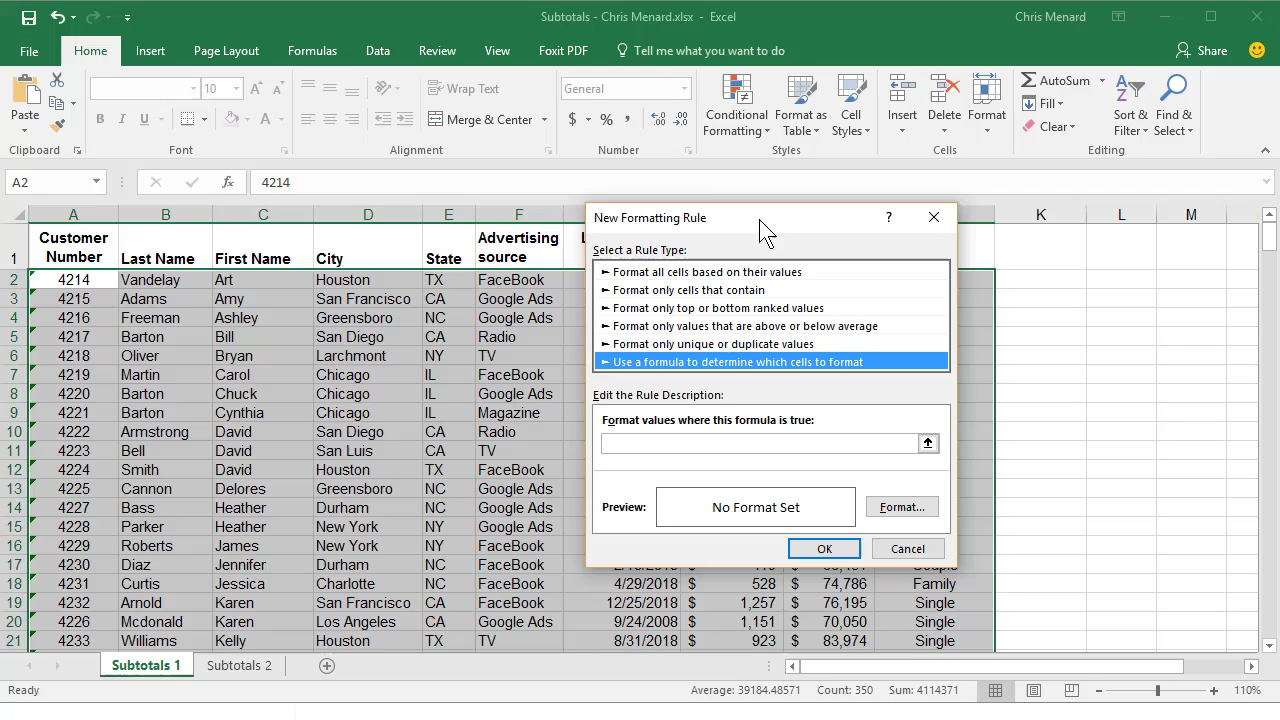 Subtotals - Chris Menard.xlsx - Excel
Chris Menard
File Home Insert Page Layout Formulas Data Review View Foxit PDF Tell me what you want to do Share
Paste
10
B I U
A A
A
Wrap Text
Merge & Center
General
$ % ,
Conditional Formatting
Format as Table
Cell Styles
Insert
Delete
Format
AutoSum
Fill
Clear
Sort & Filter
Find & Select
Clipboard Font Alignment Number Styles Cells Editing
A2 fx 4214
A B C D E F K L M
1 Customer Number Last Name First Name City State Advertising source
2 4214 Vandelay Art Houston TX FaceBook
3 4215 Adams Amy San Francisco CA Google Ads
4 4216 Freeman Ashley Greensboro NC Google Ads
5 4217 Barton Bill San Diego CA Radio
6 4218 Oliver Bryan Larchmont NY TV
7 4219 Martin Carol Chicago IL FaceBook
8 4220 Barton Chuck Chicago IL Google Ads
9 4221 Barton Cynthia Chicago IL Magazine
10 4222 Armstrong David San Diego CA Radio
11 4223 Bell David San Luis CA TV
12 4224 Smith David Houston TX FaceBook
13 4225 Cannon Delores Greensboro NC Google Ads
14 4227 Bass Heather Durham NC Google Ads
15 4228 Parker Heather New York NY Google Ads
16 4229 Roberts James New York NY FaceBook
17 4230 Diaz Jennifer Durham NC FaceBook
18 4231 Curtis Jessica Charlotte NC FaceBook 4/29/2018 $ 528 $ 74,786 Family
19 4232 Arnold Karen San Francisco CA FaceBook 12/25/2018 $ 1,257 $ 76,195 Single
20 4226 Mcdonald Karen Los Angeles CA Google Ads 9/24/2008 $ 1,151 $ 70,050 Single
21 4233 Williams Kelly Houston TX TV 8/31/2018 $ 923 $ 83,974 Single
New Formatting Rule ?
Select a Rule Type:
Format all cells based on their values
Format only cells that contain
Format only top or bottom ranked values
Format only values that are above or below average
Format only unique or duplicate values
Use a formula to determine which cells to format
Edit the Rule Description:
Format values where this formula is true:
Preview: No Format Set Format...
OK Cancel
Subtotals 1 Subtotals 2
Ready Average: 39184.48571 Count: 350 Sum: 4114371 110%